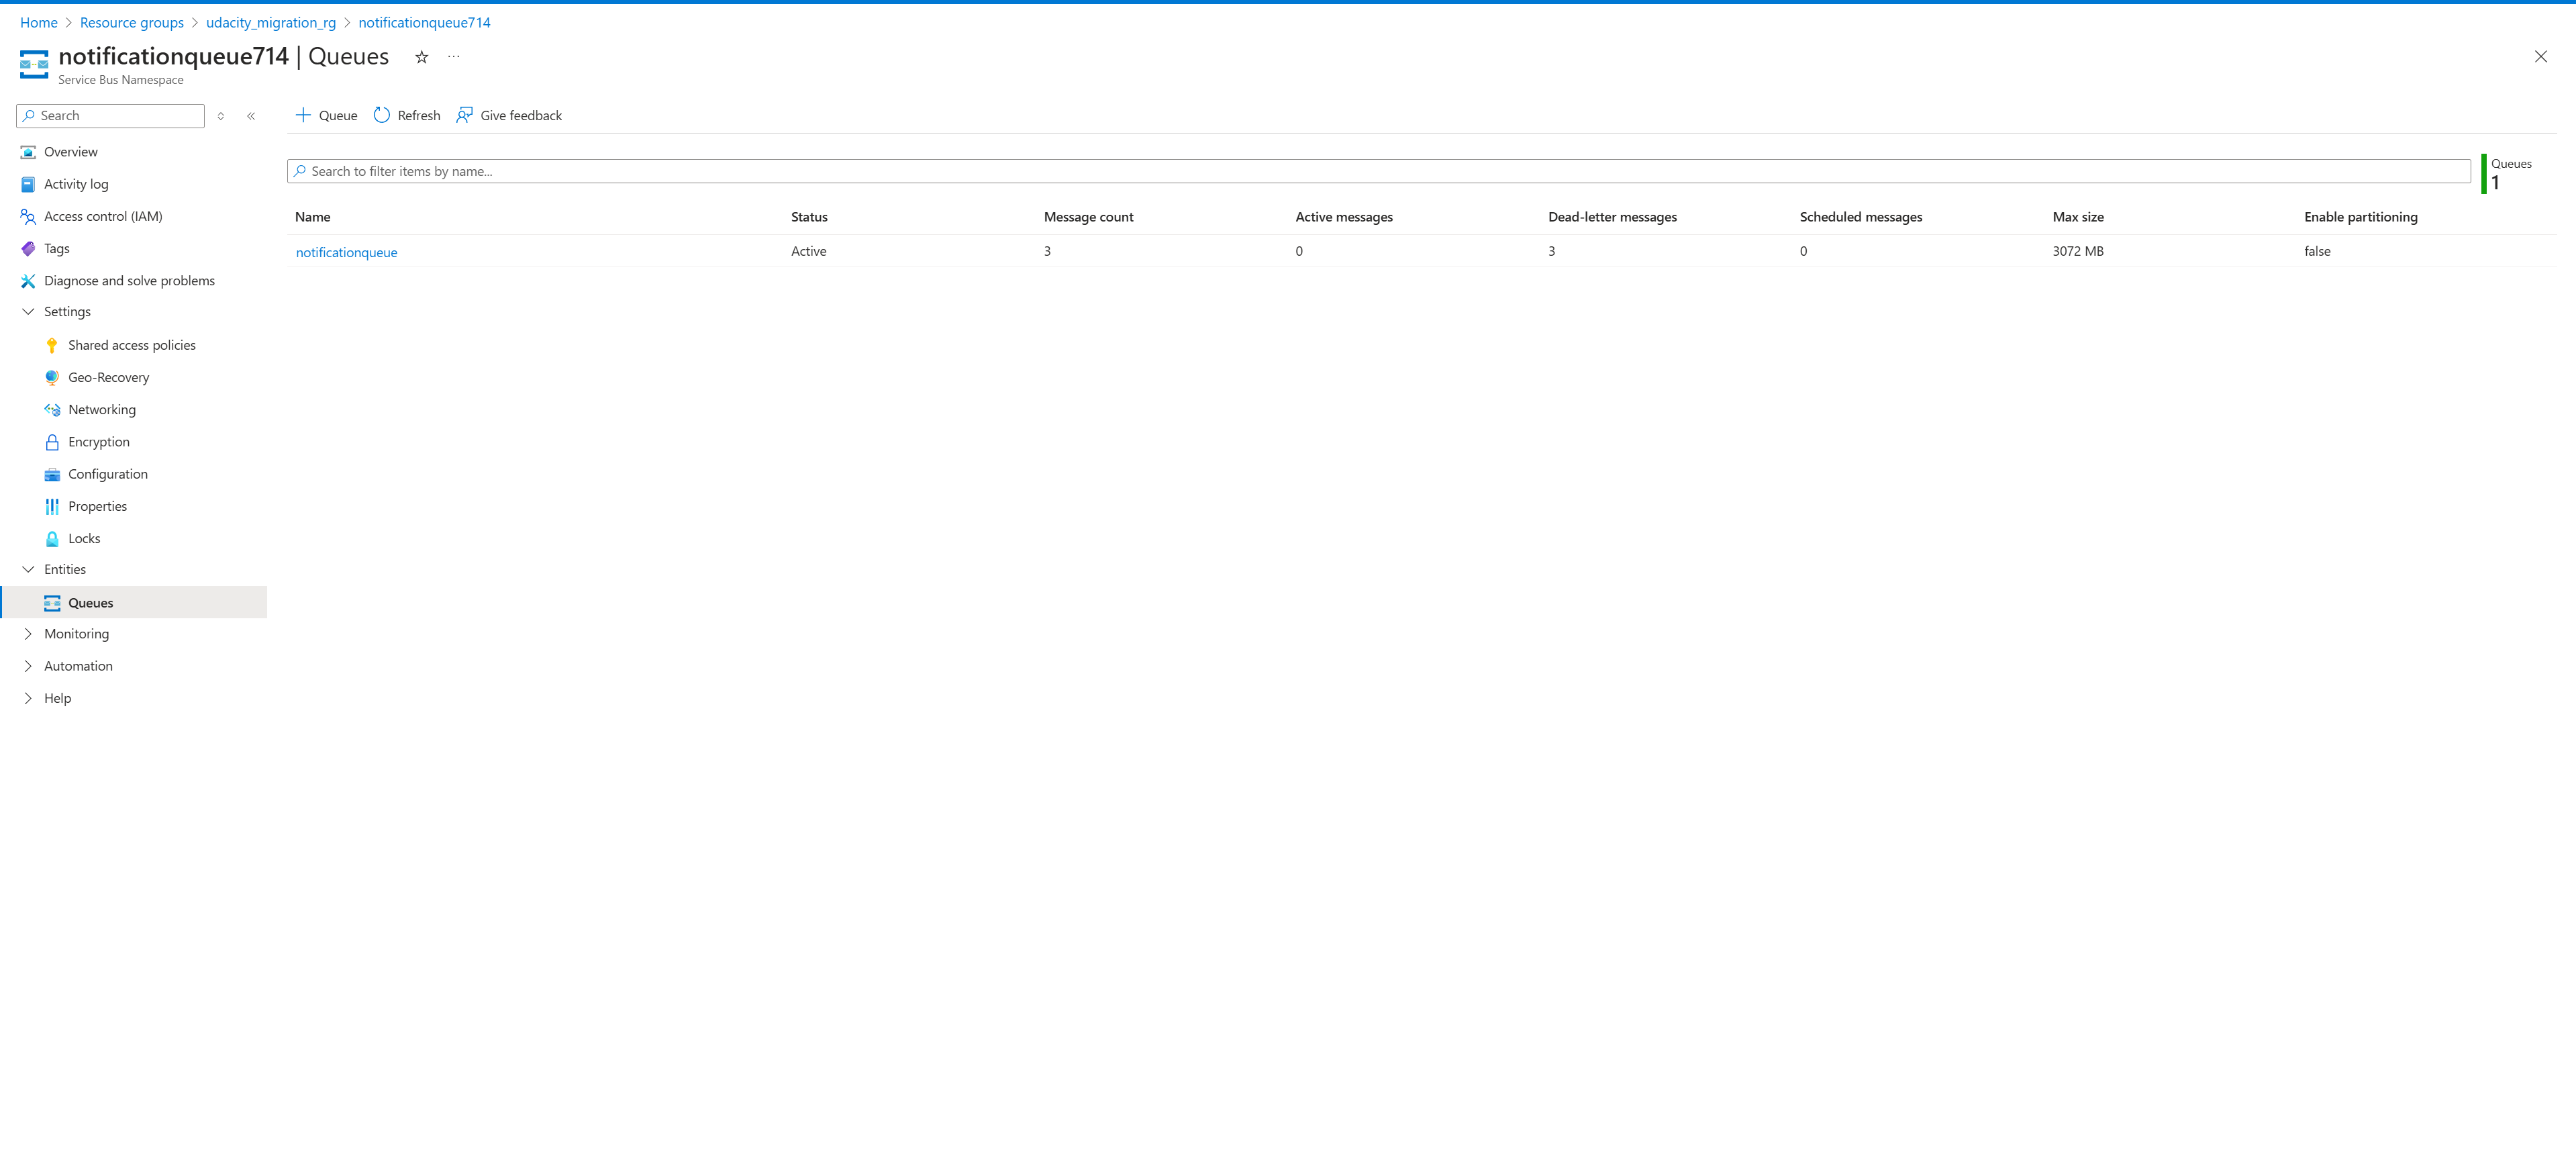 Home > Resource groups > udacity_migration_rg > notificationqueue714
notificationqueue714 | Queues
Service Bus Namespace
Search
Overview
Activity log
Access control (IAM)
Tags
Diagnose and solve problems
Settings
Shared access policies
Geo-Recovery
Networking
Encryption
Configuration
Properties
Locks
Entities
Queues
Monitoring
Automation
Help
Queue Refresh Give feedback
Search to filter items by name...
Queues
1
Name Status Message count Active messages Dead-letter messages Scheduled messages Max size Enable partitioning
notificationqueue Active 3 0 3 0 3072 MB false